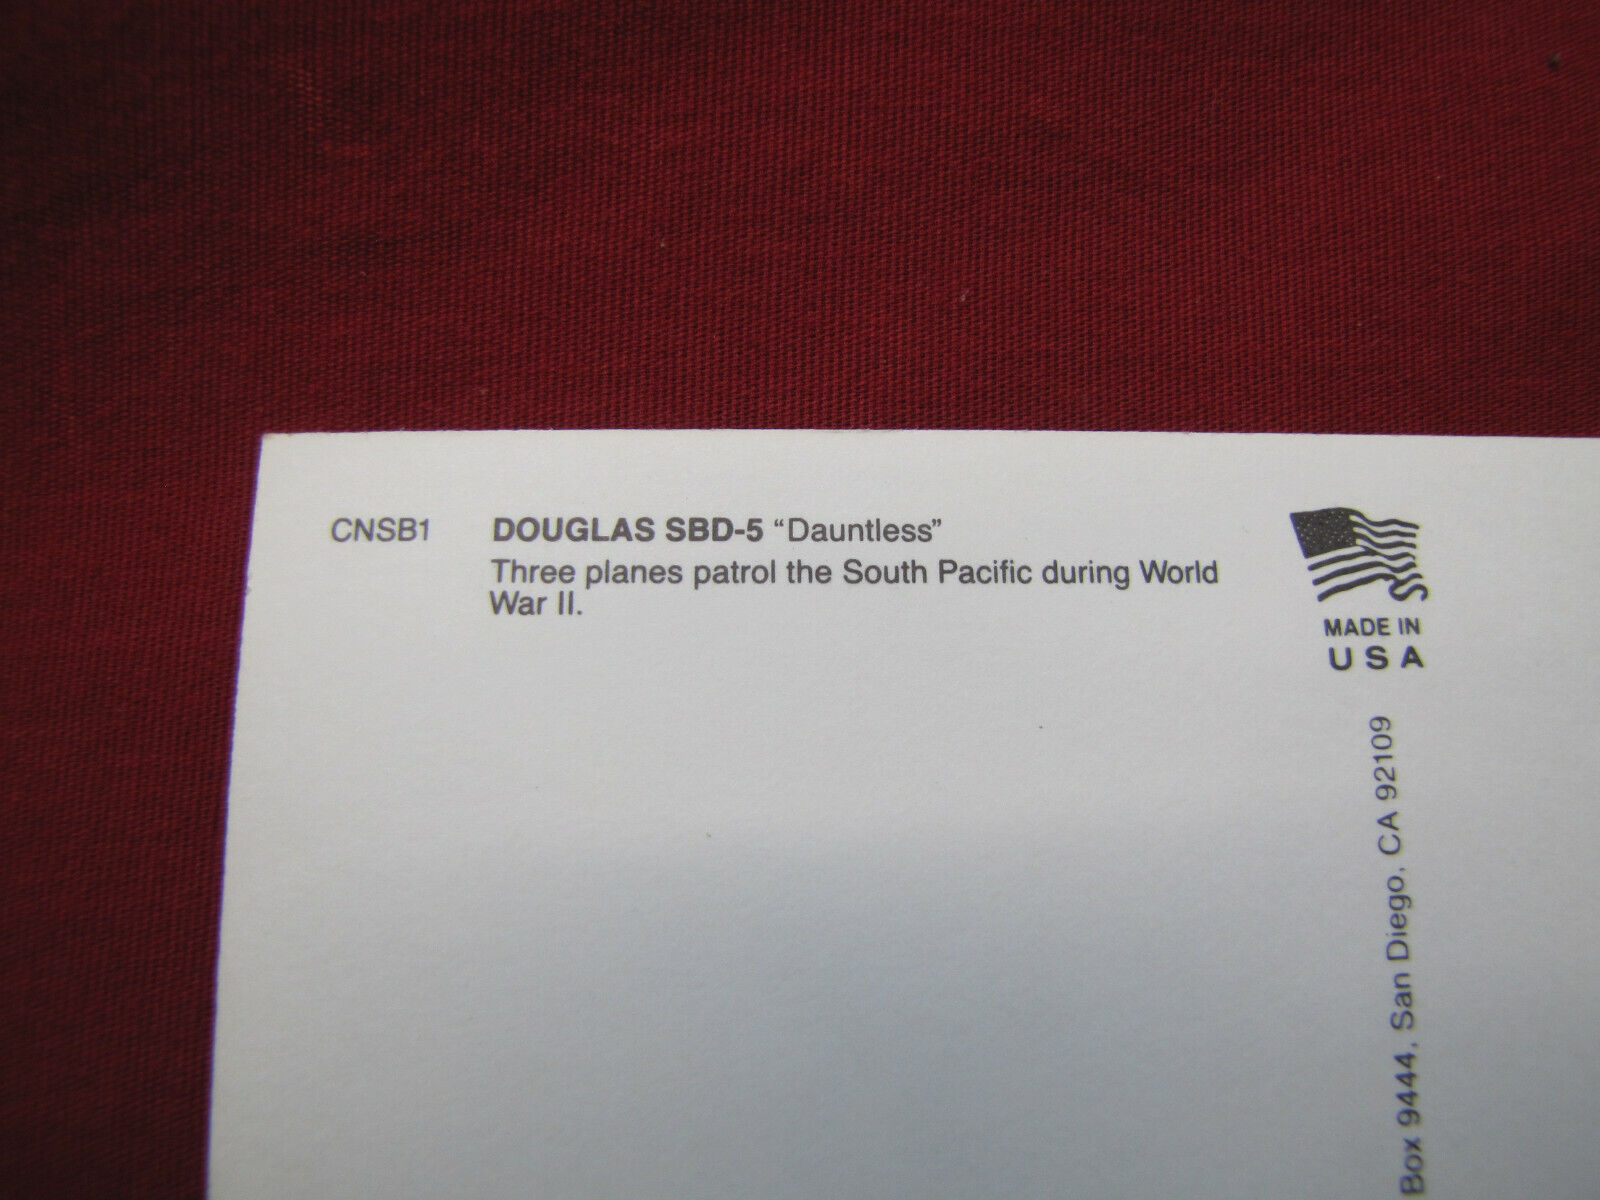 CNSB1
DOUGLAS SBD-5 “Dauntless”
Three planes patrol the South Pacific during World
War II.
MADE IN
USA
Box 9444, San Diego, CA 92109